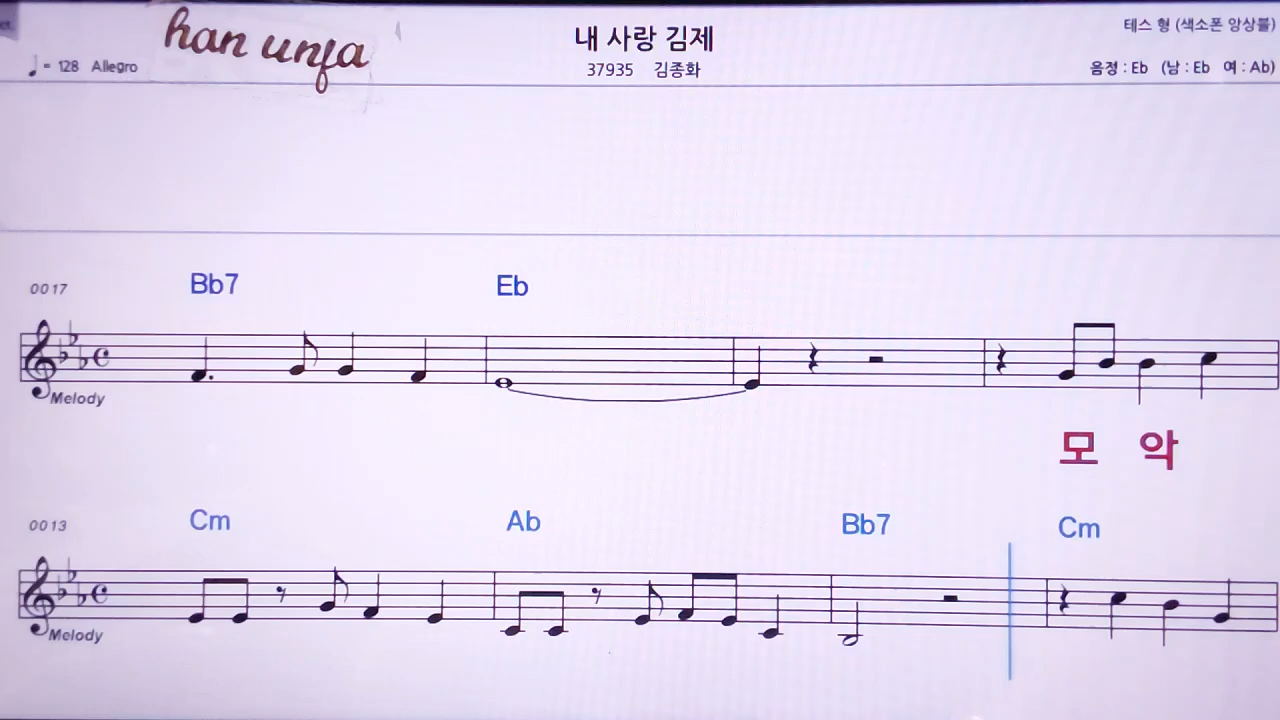 han unfa
내 사랑 김제
테스 형 (색소폰 앙상블)
♩= 128 Allegro
37935 김종화
음정 : Eb (남 : Eb 여 : Ab)
0017 Bb7 Eb
Melody
모 악
0013 Cm Ab Bb7 Cm
Melody